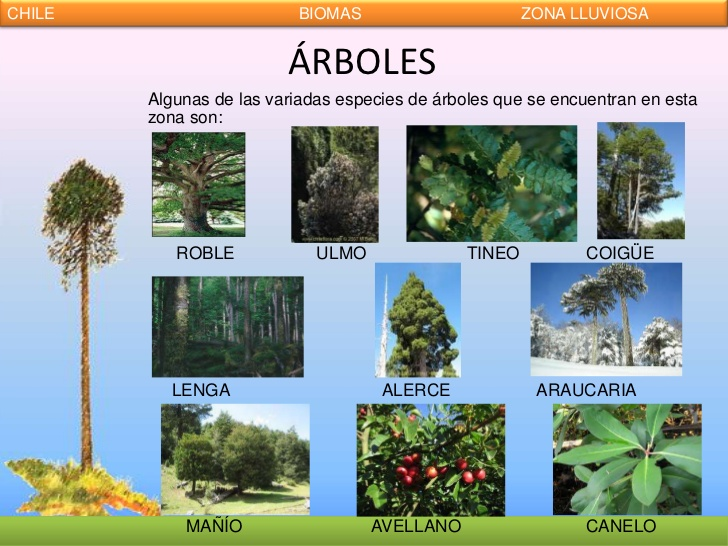 CHILE BIOMAS ZONA LLUVIOSA
ÁRBOLES
Algunas de las variadas especies de árboles que se encuentran en esta
zona son:
ROBLE ULMO TINEO COIGÜE
LENGA ALERCE ARAUCARIA
MAÑÍO AVELLANO CANELO